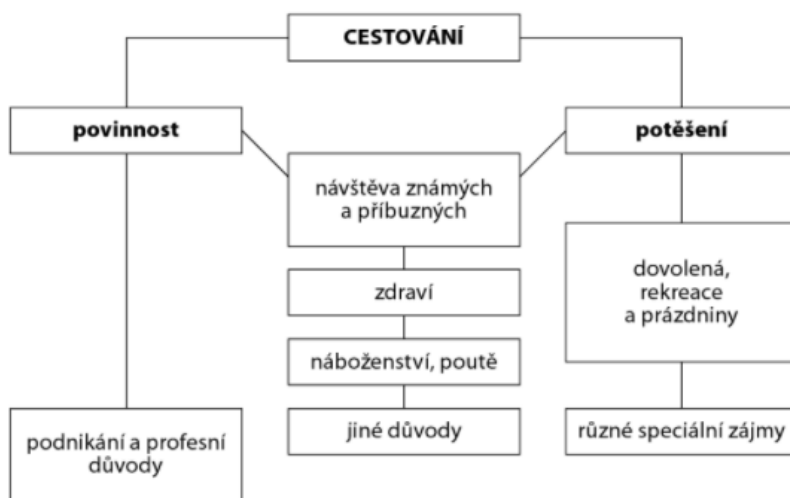 CESTOVÁNÍ
povinnost
potěšení
návštěva známých
a příbuzných
dovolená,
rekreace
a prázdniny
zdraví
náboženství, poutě
podnikání a profesní
důvody
jiné důvody
různé speciální zájmy